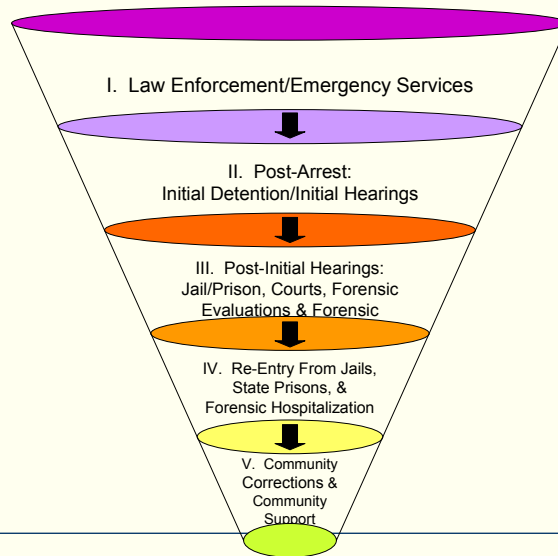 I. Law Enforcement/Emergency Services
II. Post-Arrest:
Initial Detention/Initial Hearings
III. Post-Initial Hearings:
Jail/Prison, Courts, Forensic
Evaluations & Forensic
IV. Re-Entry From Jails,
State Prisons, &
Forensic Hospitalization
V. Community
Corrections &
Community
Support